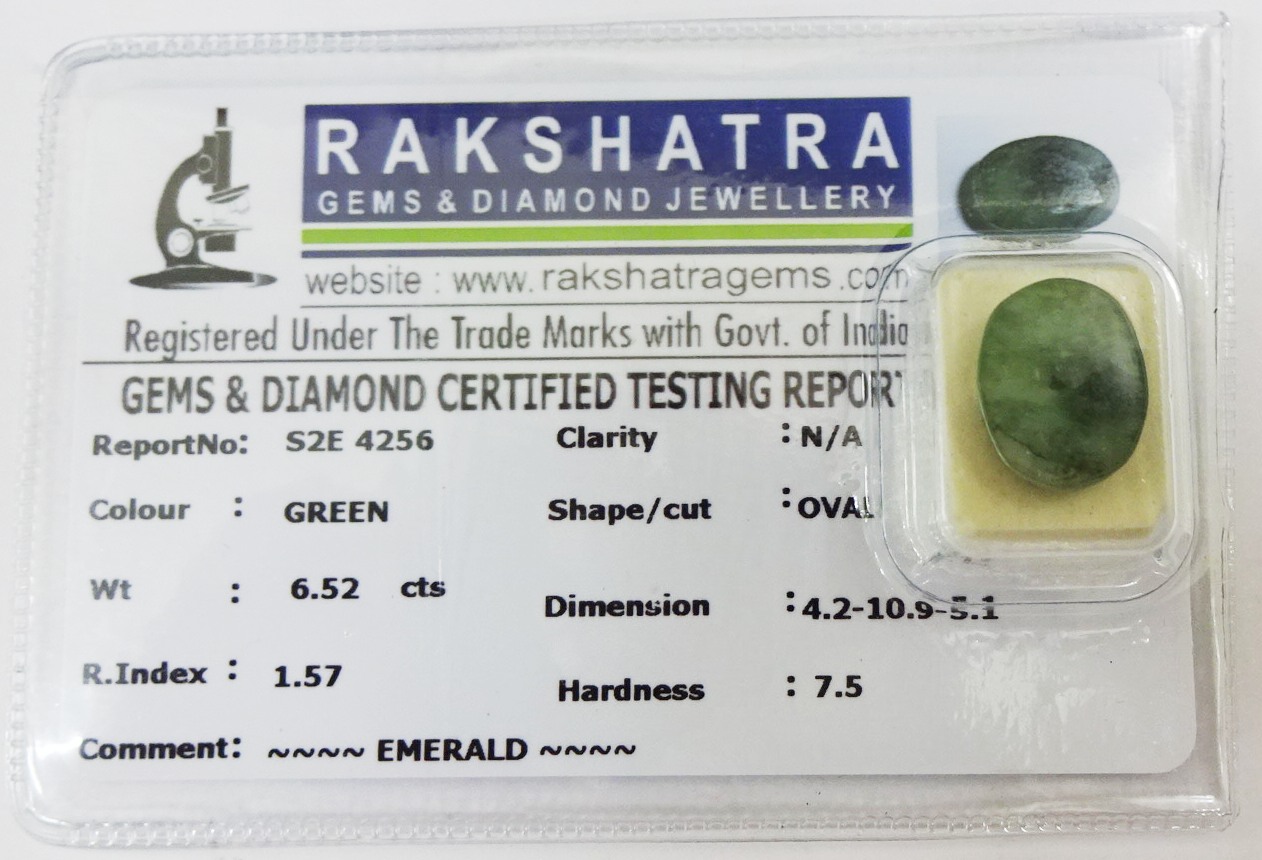 RAKSHATRA
GEMS & DIAMOND JEWELLERY
website : www.rakshatragems.com
Registered Under The Trade Marks with Govt. of India
GEMS & DIAMOND CERTIFIED TESTING REPORT
ReportNo: S2E 4256 Clarity : N/A
Colour : GREEN Shape/cut : OVAL
Wt : 6.52 cts Dimension : 4.2-10.9-5.1
R.Index : 1.57 Hardness : 7.5
Comment: ~~~~ EMERALD ~~~~